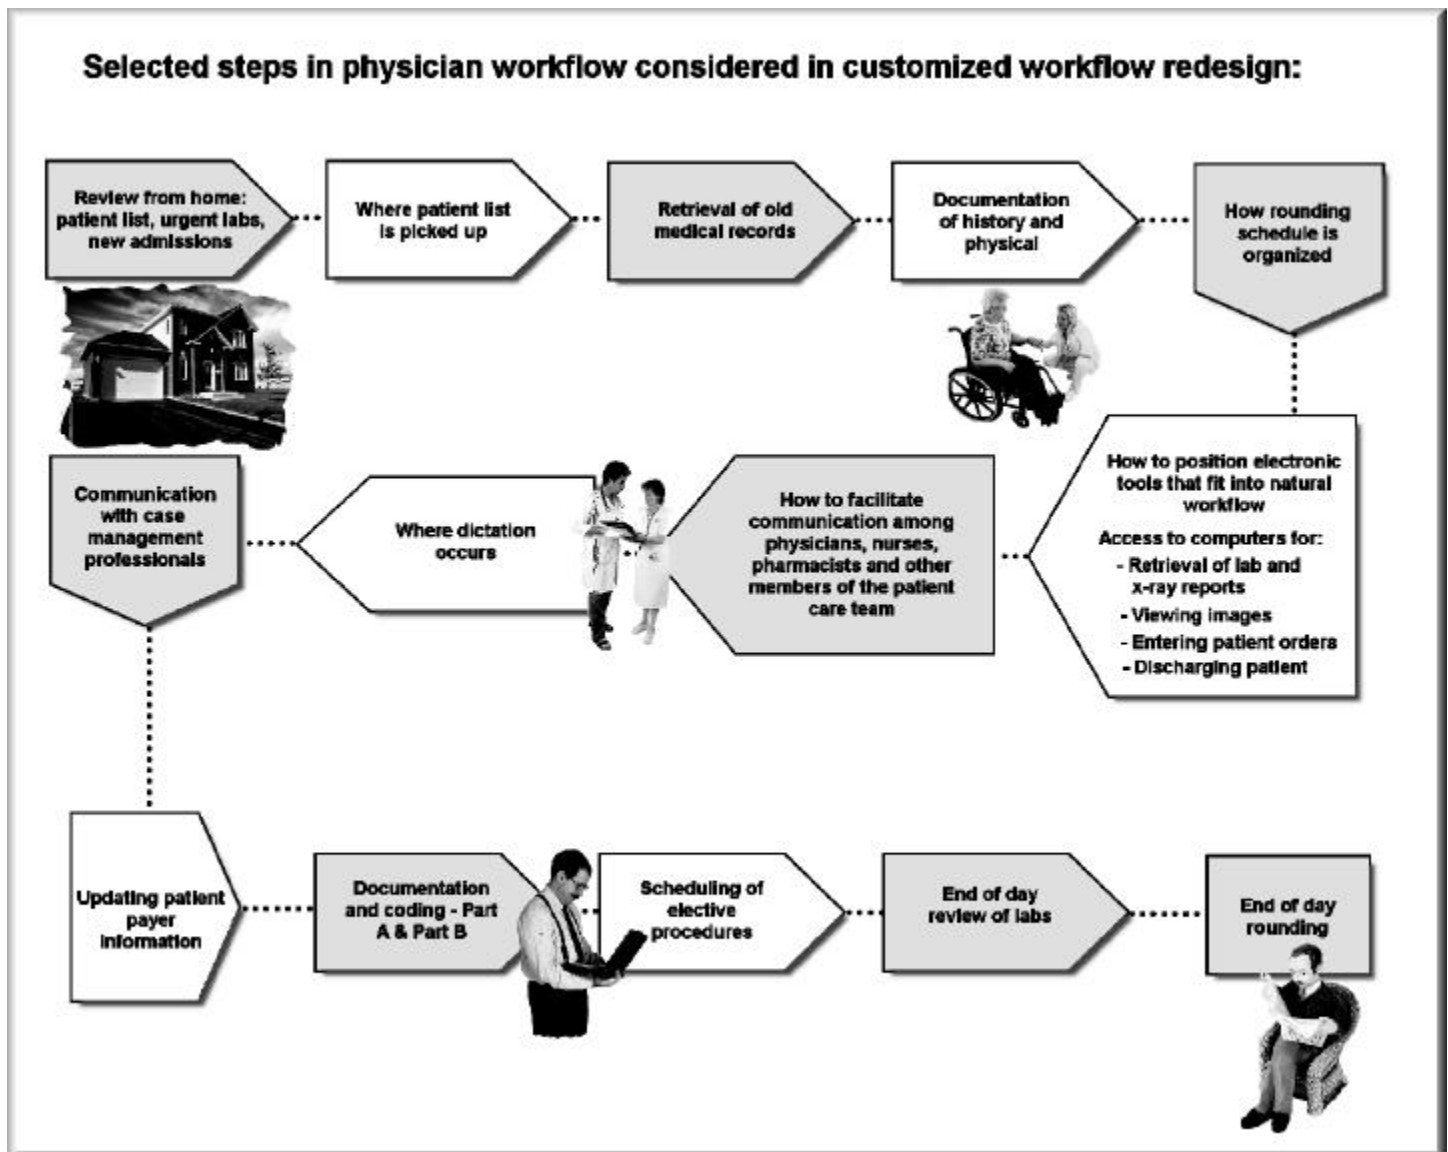 Selected steps in physician workflow considered in customized workflow redesign:
Review from home:
patient list, urgent labs,
new admissions
Where patient list
is picked up
Retrieval of old
medical records
Documentation
of history and
physical
How rounding
schedule is
organized
How to position electronic
tools that fit into natural
workflow
Access to computers for:
- Retrieval of lab and
x-ray reports
- Viewing images
- Entering patient orders
- Discharging patient
How to facilitate
communication among
physicians, nurses,
pharmacists and other
members of the patient
care team
Where dictation
occurs
Communication
with case
management
professionals
Updating patient
payer
information
Documentation
and coding - Part
A & Part B
Scheduling of
elective
procedures
End of day
review of labs
End of day
rounding